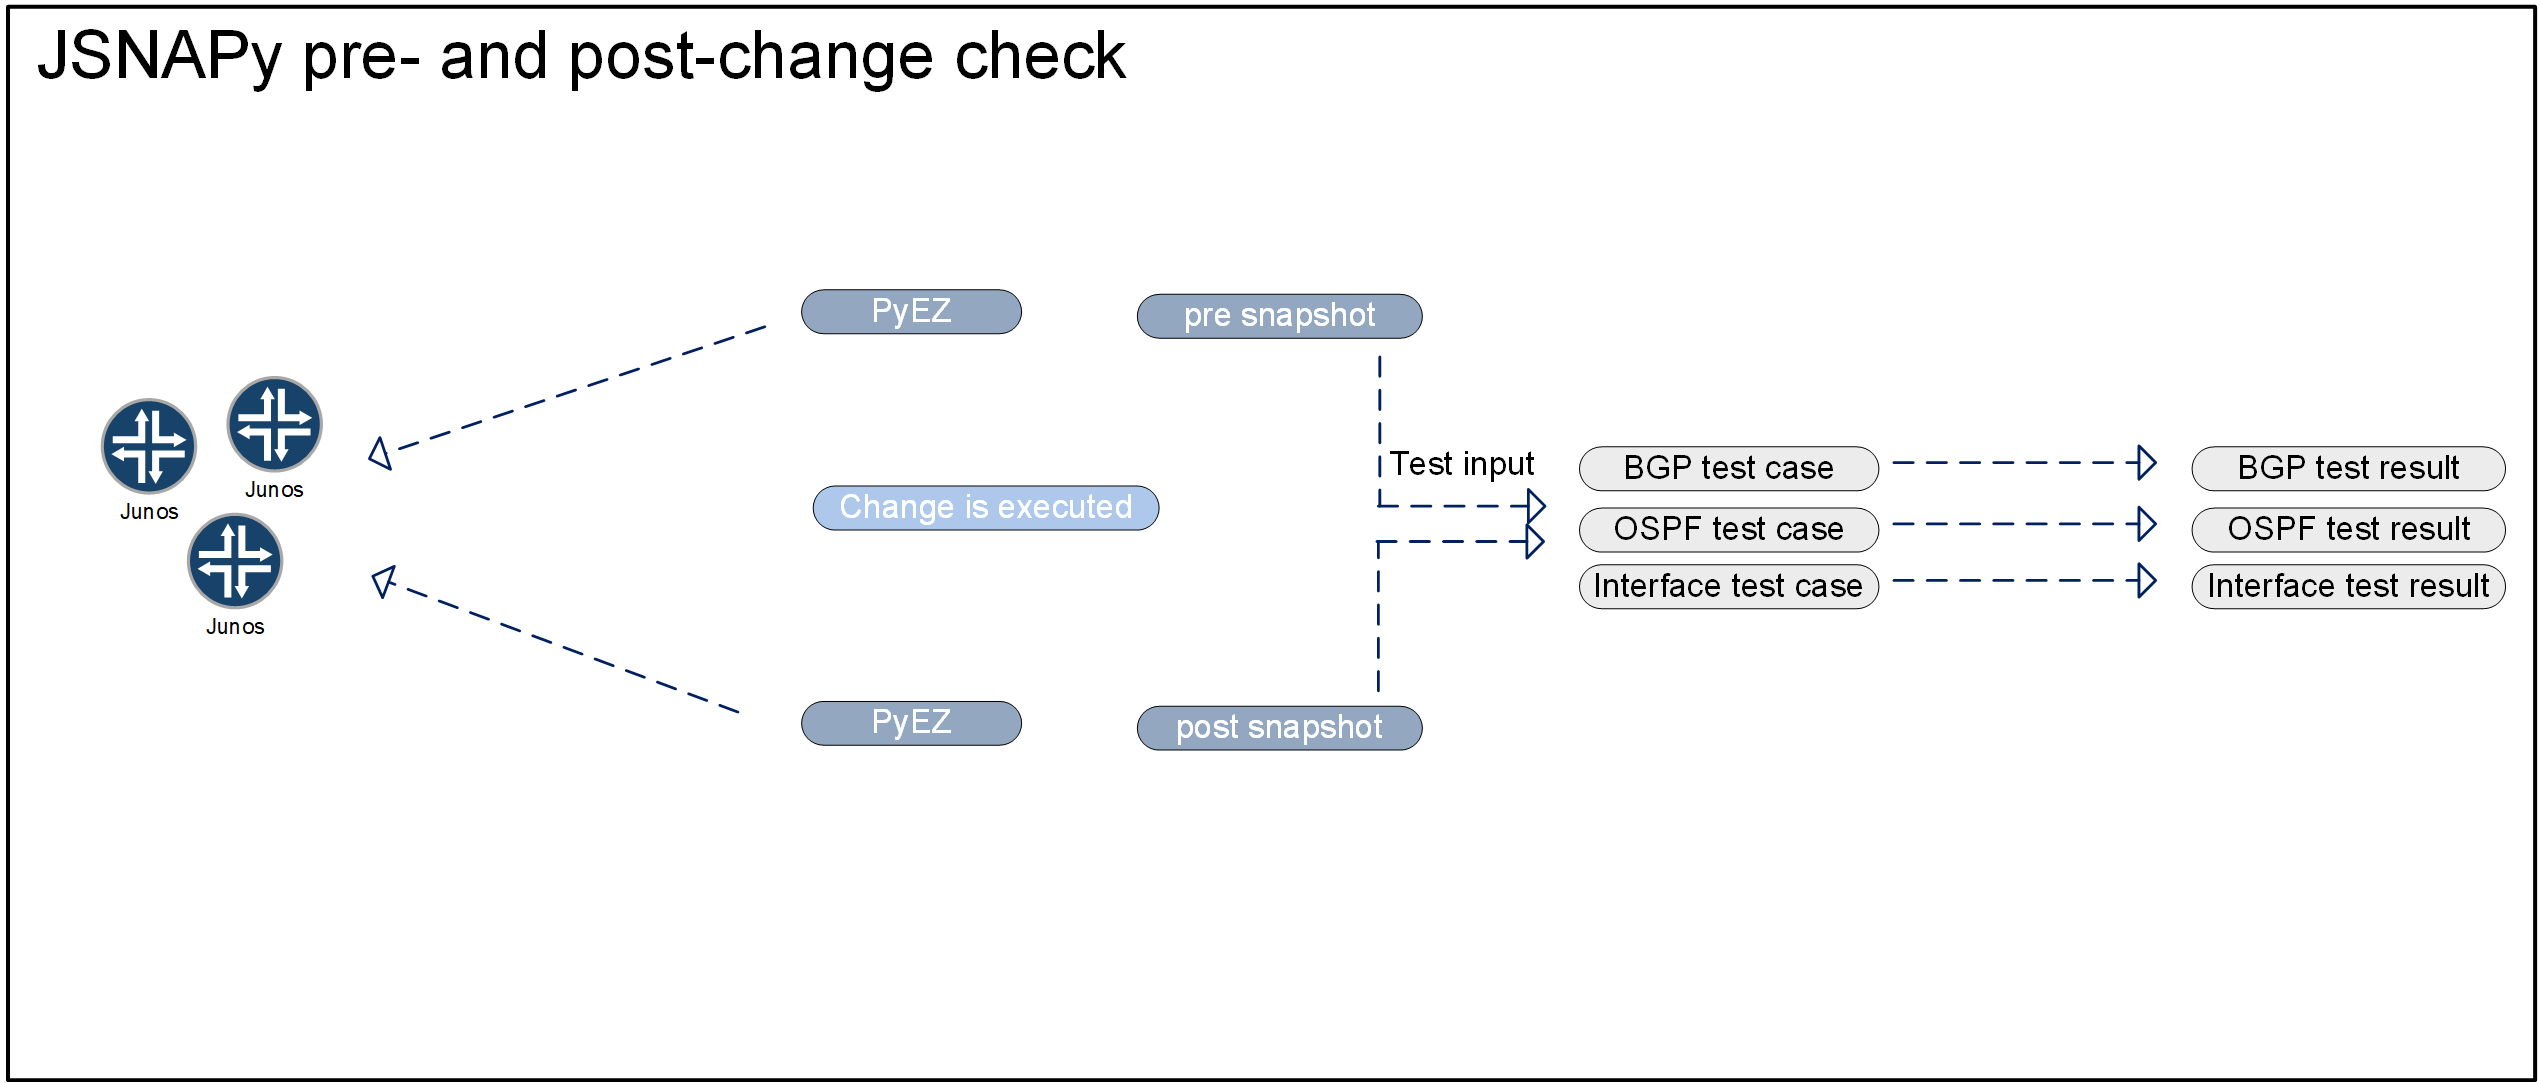 JSNAPy pre- and post-change check
PyEZ
pre snapshot
Junos
Junos
Junos
Change is executed
Test input
BGP test case
BGP test result
OSPF test case
OSPF test result
Interface test case
Interface test result
PyEZ
post snapshot